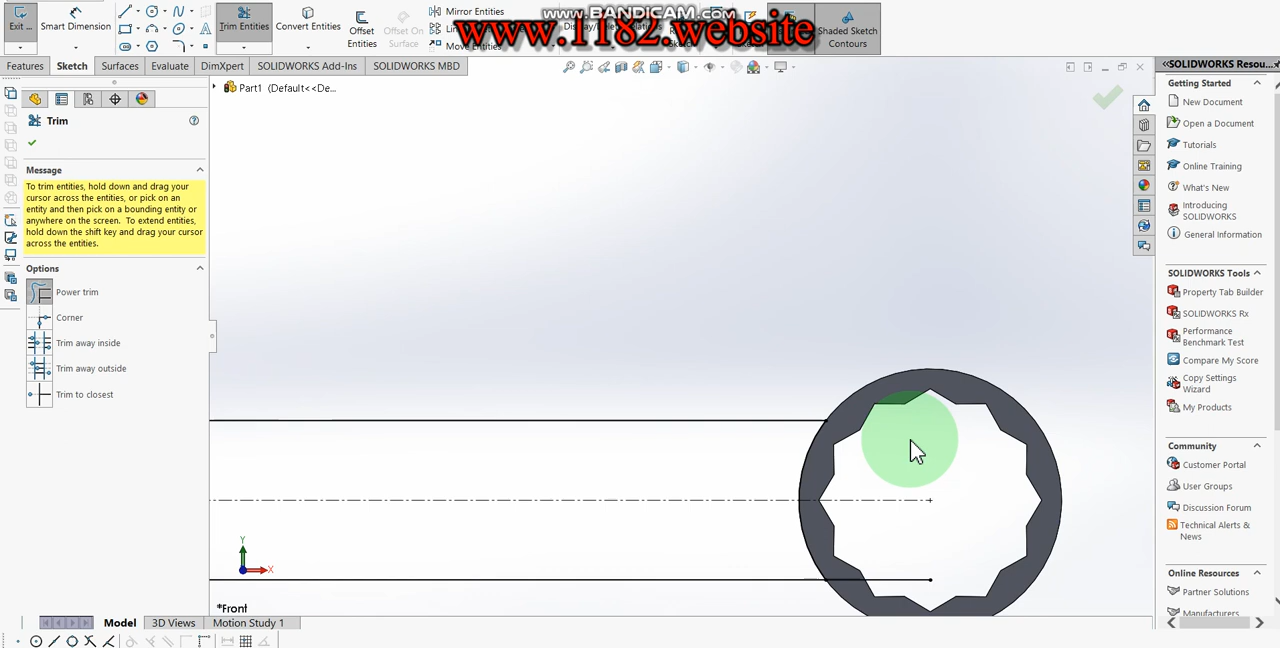 www.BANDICAM.com
www.1182.website
Exit ...
Smart Dimension
Trim Entities
Convert Entities
Offset
Entities
Offset On
Surface
Mirror Entities
Move Entities
Shaded Sketch
Contours
Features
Sketch
Surfaces
Evaluate
DimXpert
SOLIDWORKS Add-Ins
SOLIDWORKS MBD
Part1 (Default<<De...
Trim
Message
To trim entities, hold down and drag your
cursor across the entities, or pick on an
entity and then pick on a bounding entity or
anywhere on the screen. To extend entities,
hold down the shift key and drag your cursor
across the entities.
Options
Power trim
Corner
Trim away inside
Trim away outside
Trim to closest
Y
X
*Front
Model
3D Views
Motion Study 1
SOLIDWORKS Resou...
Getting Started
New Document
Open a Document
Tutorials
Online Training
What's New
Introducing
SOLIDWORKS
General Information
SOLIDWORKS Tools
Property Tab Builder
SOLIDWORKS Rx
Performance
Benchmark Test
Compare My Score
Copy Settings
Wizard
My Products
Community
Customer Portal
User Groups
Discussion Forum
Technical Alerts &
News
Online Resources
Partner Solutions
Manufacturers